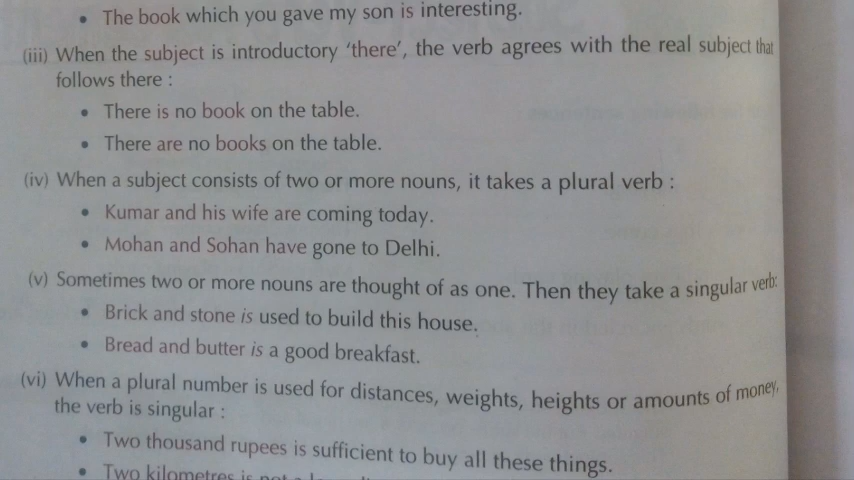 • The book which you gave my son is interesting.
(iii) When the subject is introductory 'there', the verb agrees with the real subject that
follows there :
• There is no book on the table.
• There are no books on the table.
(iv) When a subject consists of two or more nouns, it takes a plural verb :
• Kumar and his wife are coming today.
• Mohan and Sohan have gone to Delhi.
(v) Sometimes two or more nouns are thought of as one. Then they take a singular verb:
• Brick and stone is used to build this house.
• Bread and butter is a good breakfast.
(vi) When a plural number is used for distances, weights, heights or amounts of money,
the verb is singular :
• Two thousand rupees is sufficient to buy all these things.
• Two kilometres is not a